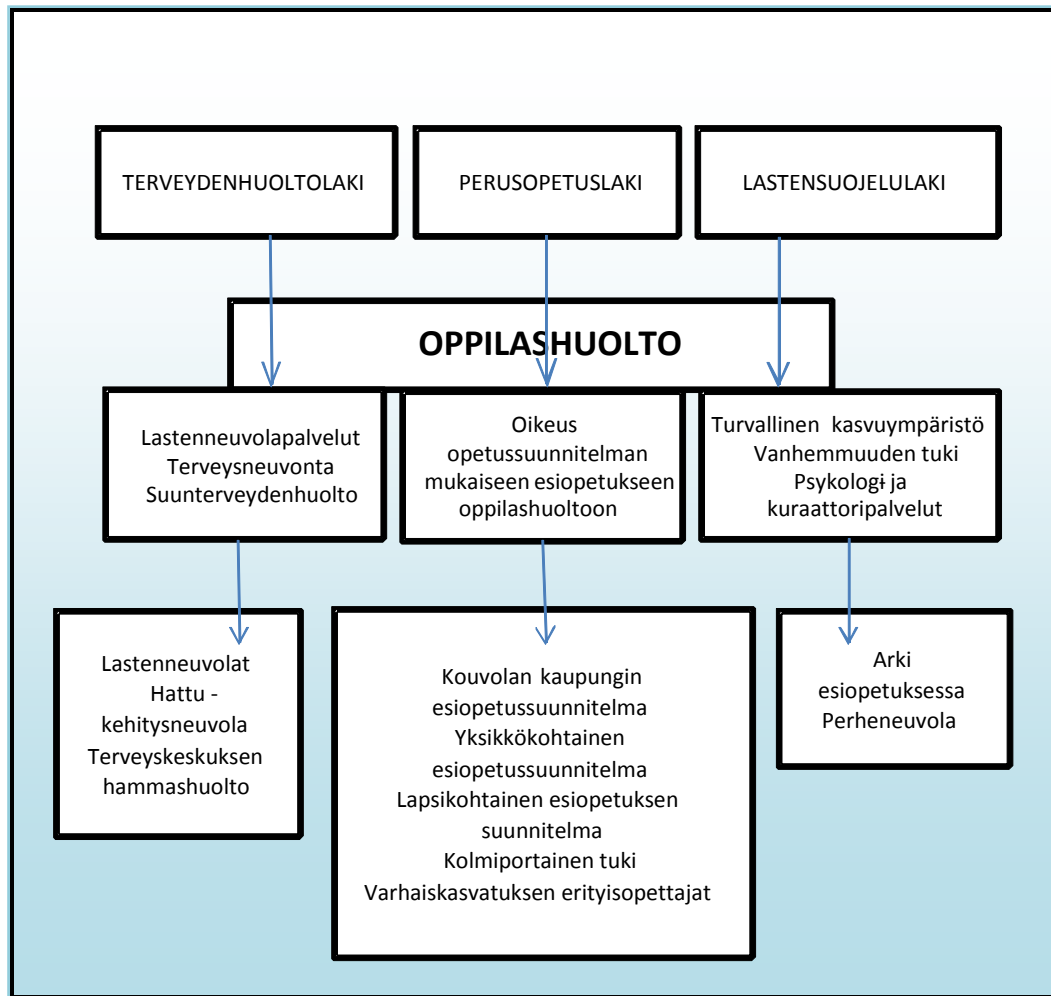 TERVEYDENHUOLTOLAKI
PERUSOPETUSLAKI
LASTENSUOJELULAKI
OPPILASHUOLTO
Lastenneuvolapalvelut
Terveysneuvonta
Suunterveydenhuolto
Oikeus
opetussuunnitelman
mukaiseen esiopetukseen
oppilashuoltoon
Turvallinen kasvuympäristö
Vanhemmuuden tuki
Psykologi ja
kuraattoripalvelut
Lastenneuvolat
Hattu -
kehitysneuvola
Terveyskeskuksen
hammashuolto
Kouvolan kaupungin
esiopetussuunnitelma
Yksikkökohtainen
esiopetussuunnitelma
Lapsikohtainen esiopetuksen
suunnitelma
Kolmiportainen tuki
Varhaiskasvatuksen erityisopettajat
Arki
esiopetuksessa
Perheneuvola